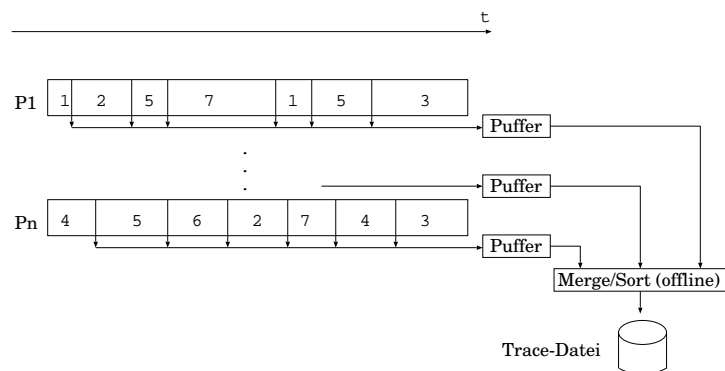 t
P1 1 2 5 7 1 5 3
Puffer
Puffer
Pn 4 5 6 2 7 4 3
Puffer
Merge/Sort (offline)
Trace-Datei